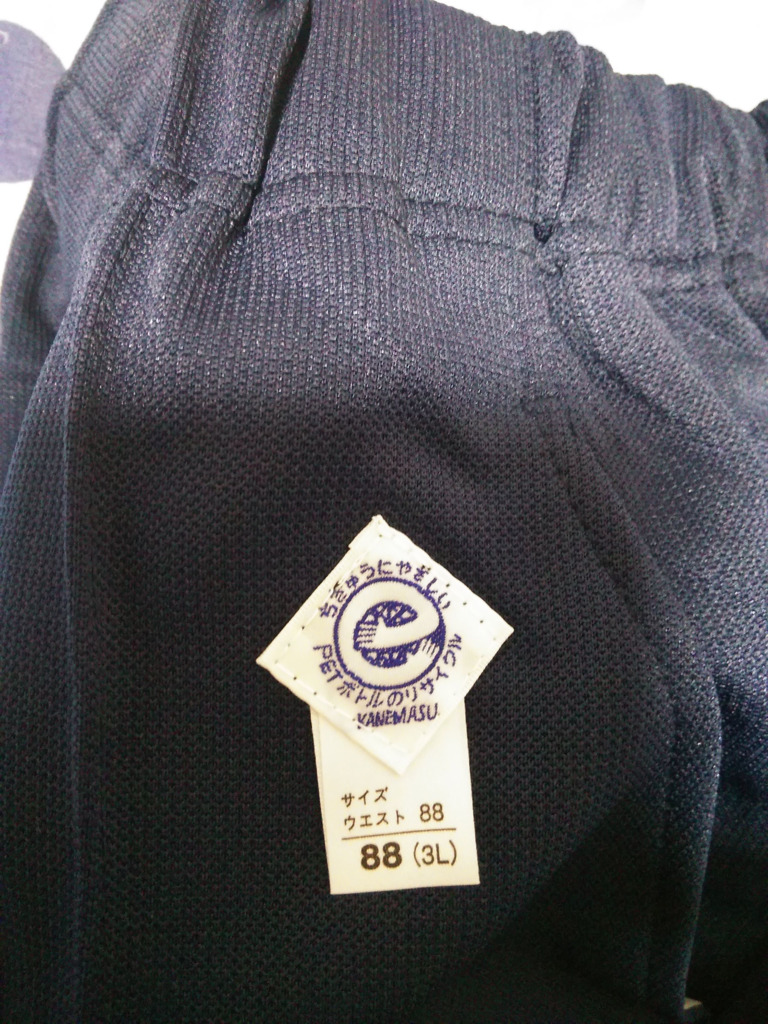 ちきゅうにやさしい
PETボトルのリサイクル
KANEMASU
サイズ
ウエスト 88
88 (3L)